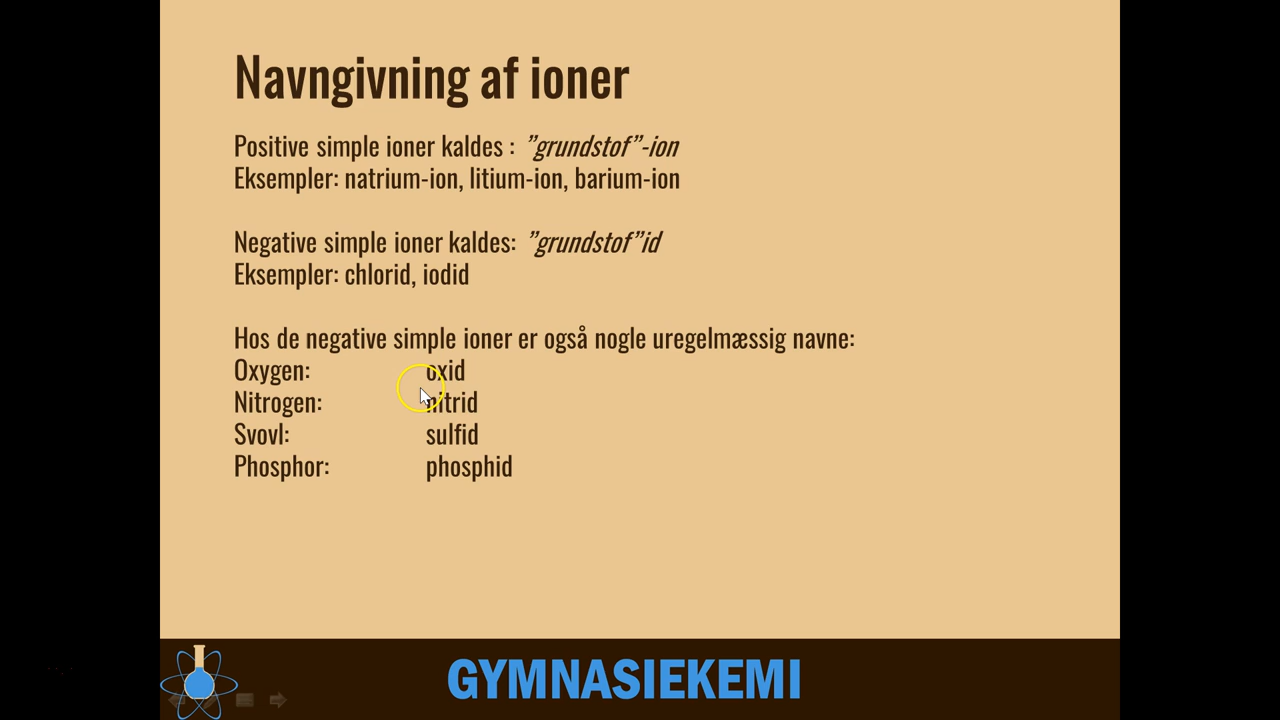 Navngivning af ioner
Positive simple ioner kaldes : ”grundstof”-ion
Eksempler: natrium-ion, litium-ion, barium-ion
Negative simple ioner kaldes: ”grundstof”id
Eksempler: chlorid, iodid
Hos de negative simple ioner er også nogle uregelmæssig navne:
Oxygen: oxid
Nitrogen: nitrid
Svovl: sulfid
Phosphor: phosphid
GYMNASIEKEMI